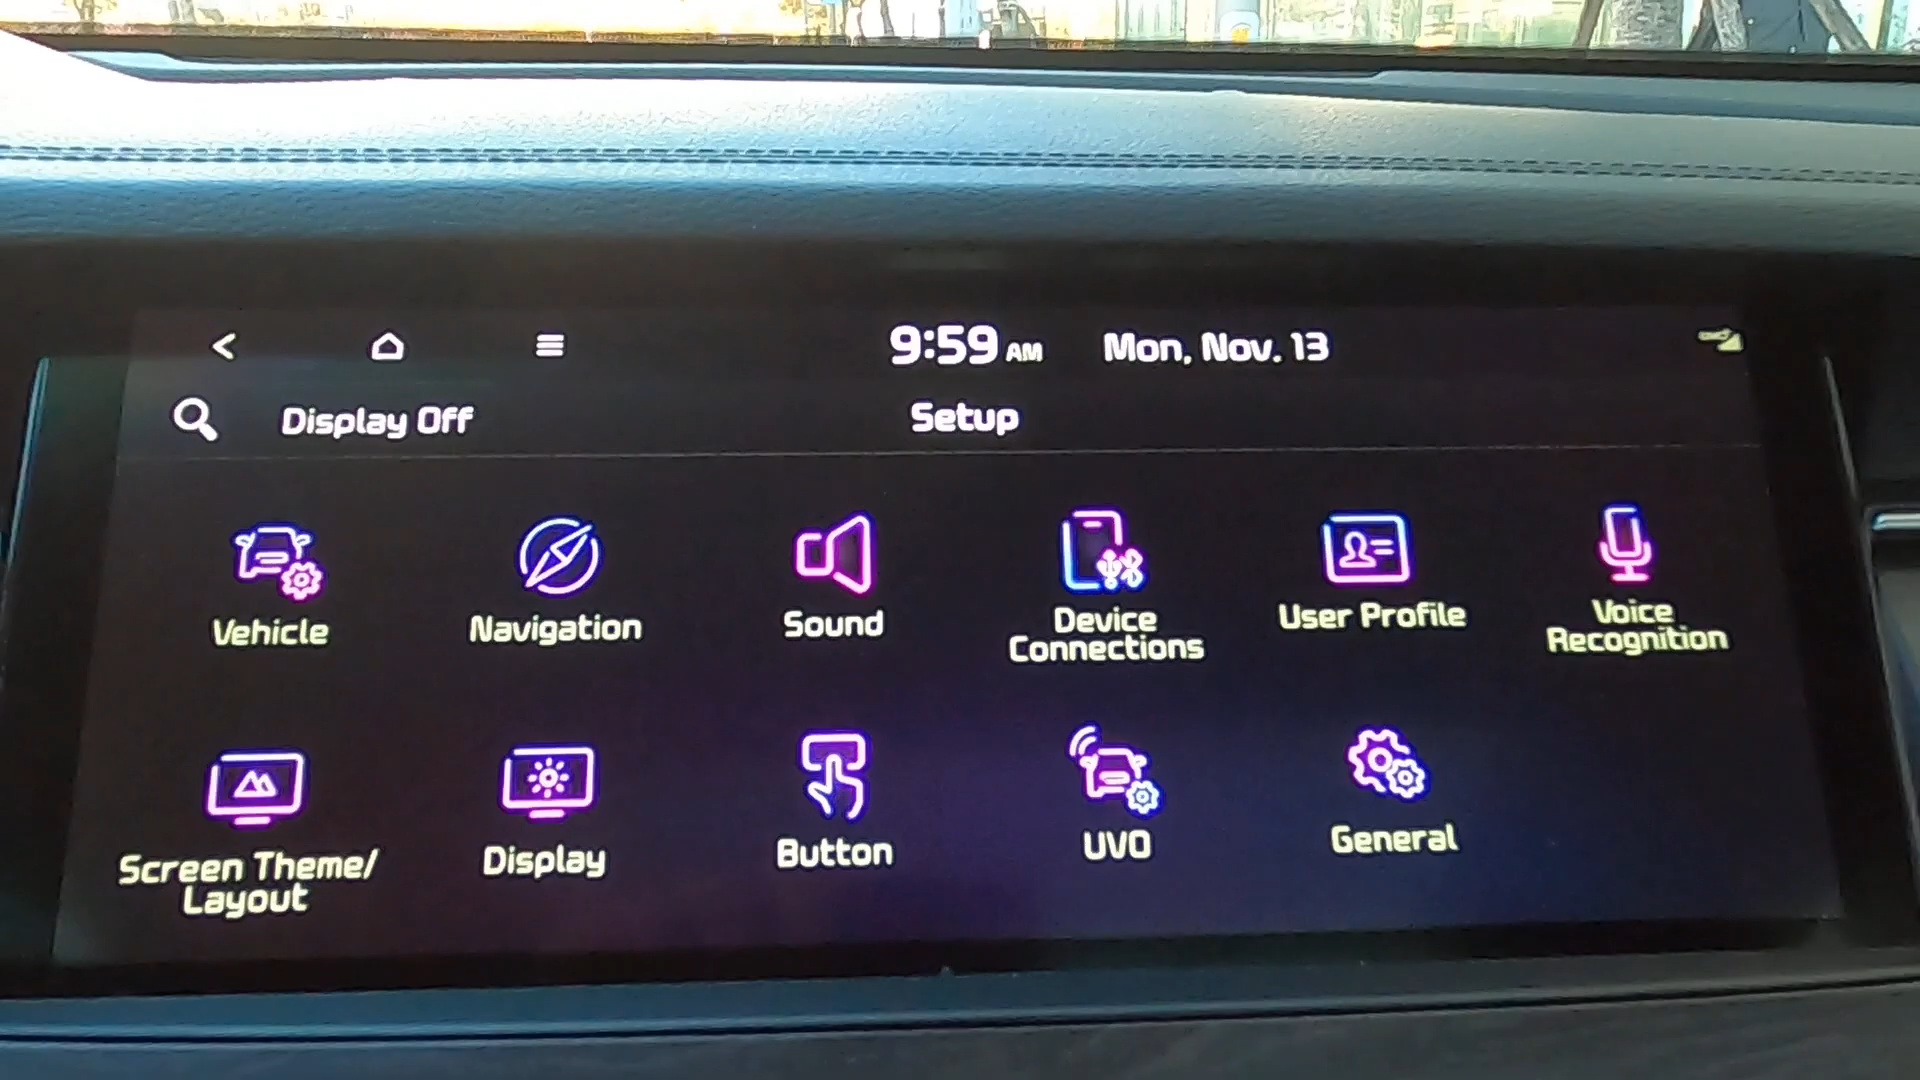 9:59 AM Mon, Nov. 13
Display Off
Setup
Vehicle
Navigation
Sound
Device
Connections
User Profile
Voice
Recognition
Screen Theme/
Layout
Display
Button
UVO
General